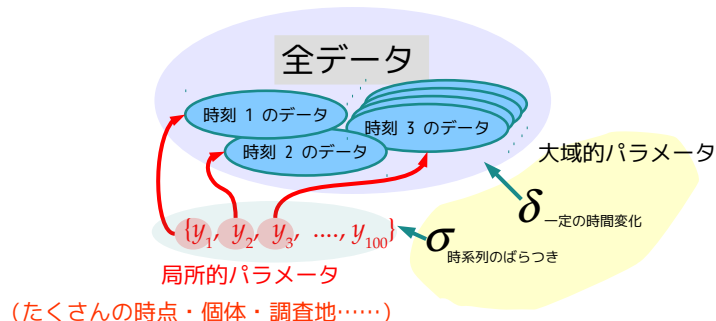 全データ
時刻 1 のデータ
時刻 2 のデータ
時刻 3 のデータ
大域的パラメータ
δ 一定の時間変化
{y1, y2, y3, ...., y100}
σ 時系列のばらつき
局所的パラメータ
（たくさんの時点・個体・調査地……）